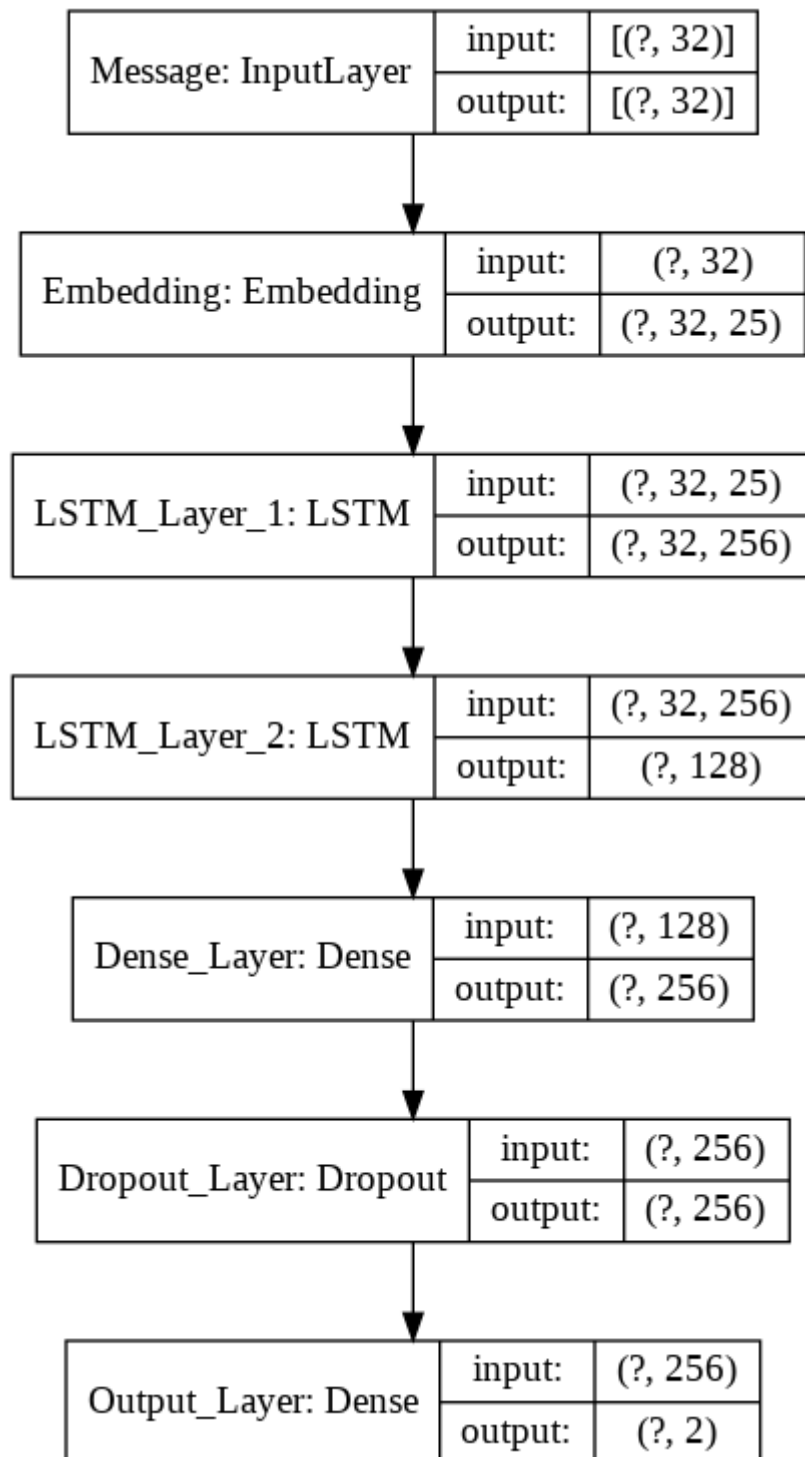 Message: InputLayer
input: [(?, 32)]
output: [(?, 32)]
Embedding: Embedding
input: (?, 32)
output: (?, 32, 25)
LSTM_Layer_1: LSTM
input: (?, 32, 25)
output: (?, 32, 256)
LSTM_Layer_2: LSTM
input: (?, 32, 256)
output: (?, 128)
Dense_Layer: Dense
input: (?, 128)
output: (?, 256)
Dropout_Layer: Dropout
input: (?, 256)
output: (?, 256)
Output_Layer: Dense
input: (?, 256)
output: (?, 2)